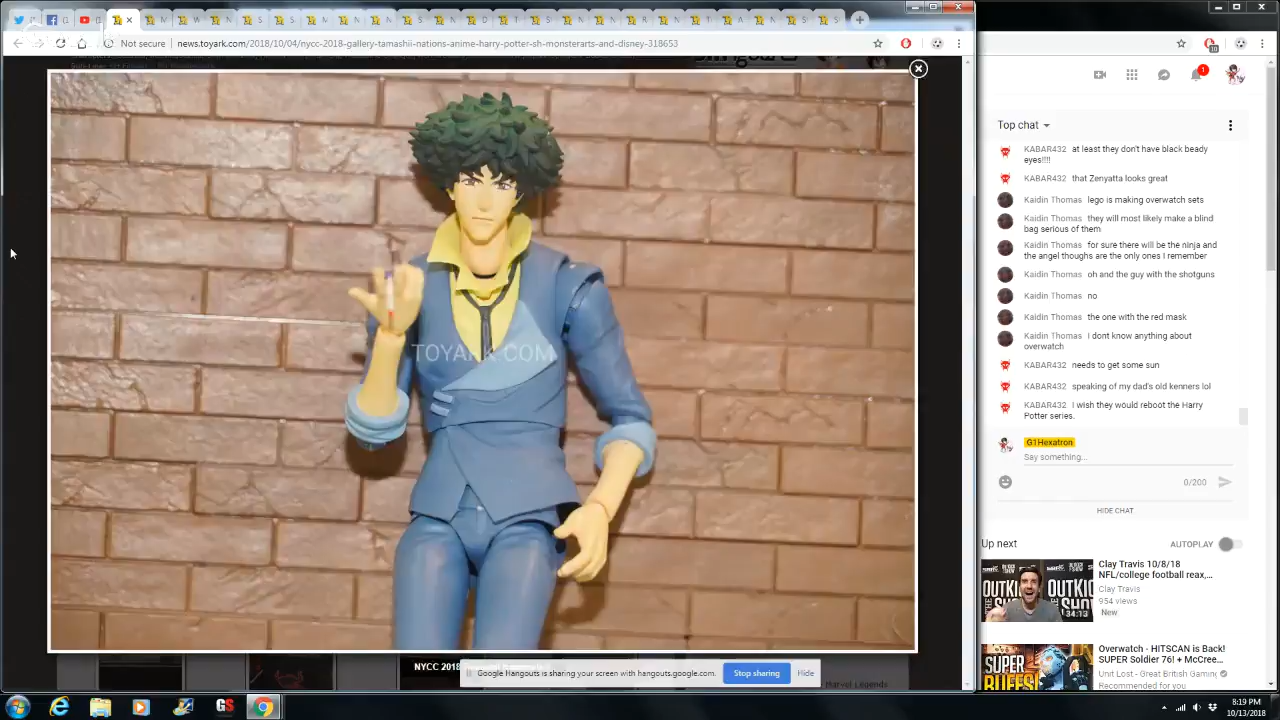 Not secure
news.toyark.com/2018/10/04/nycc-2018-gallery-tamashii-nations-anime-harry-potter-sh-monsterarts-and-disney-318653
TOYARK.COM
NYCC 2018
Google Hangouts is sharing your screen with hangouts.google.com.
Stop sharing
Hide
Marvel Legends
10
1
Top chat
KABAR432 at least they don't have black beady
eyes!!!!
KABAR432 that Zenyatta looks great
Kaidin Thomas lego is making overwatch sets
Kaidin Thomas they will most likely make a blind
bag serious of them
Kaidin Thomas for sure there will be the ninja and
the angel thoughs are the only ones I remember
Kaidin Thomas oh and the guy with the shotguns
Kaidin Thomas no
Kaidin Thomas the one with the red mask
Kaidin Thomas I dont know anything about
overwatch
KABAR432 needs to get some sun
KABAR432 speaking of my dad's old kenners lol
KABAR432 I wish they would reboot the Harry
Potter series.
G1Hexatron
Say something...
0/200
HIDE CHAT
Up next
AUTOPLAY
Clay Travis 10/8/18
NFL/college football reax,...
Clay Travis
934 views
New
34:13
Overwatch - HITSCAN is Back!
SUPER Soldier 76! + McCree...
Unit Lost - Great British Gaming
Recommended for you
SUPER
BUFFS!
GS
8:19 PM
10/13/2018